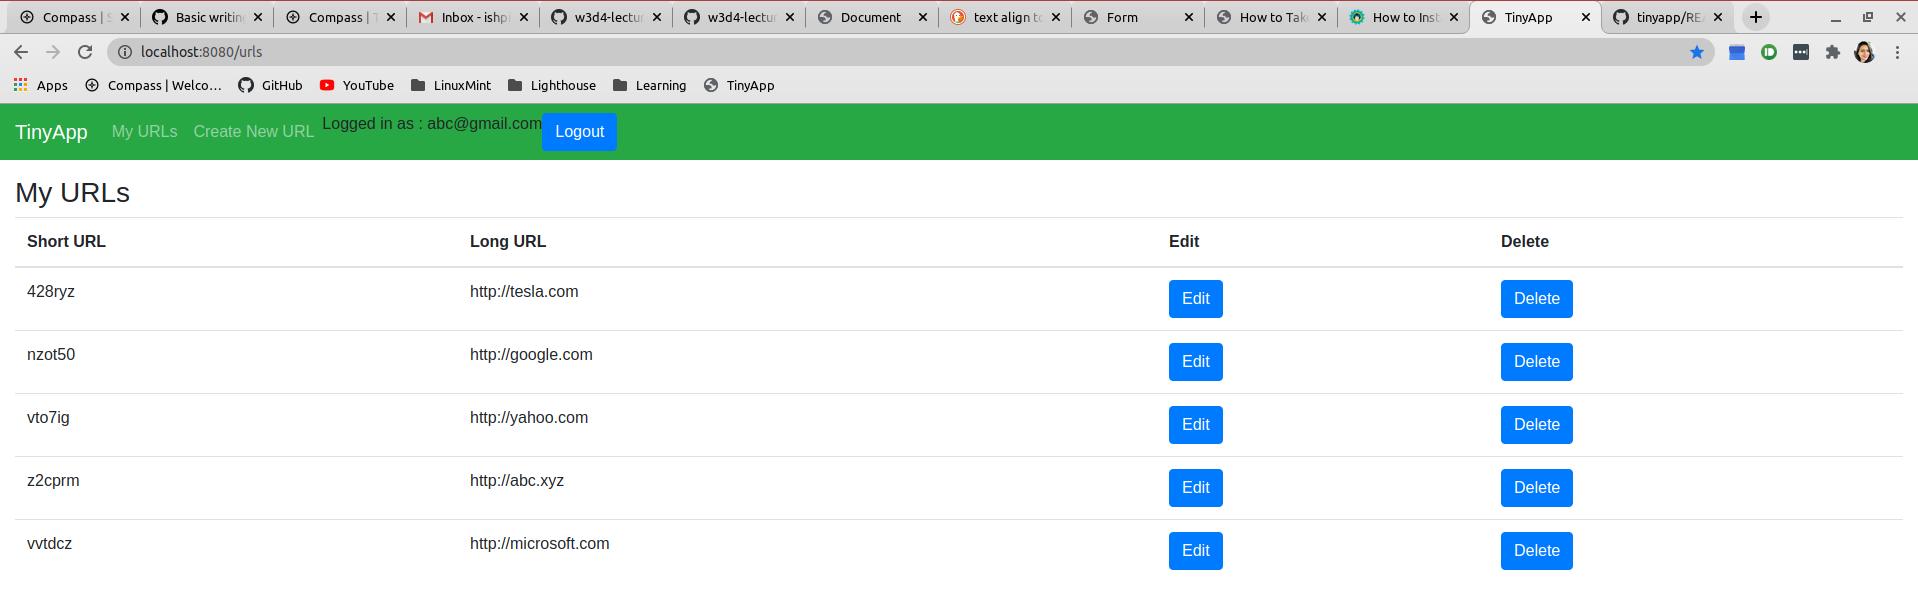 Compass | S Basic writin Compass | T Inbox - ishp w3d4-lectur w3d4-lectur Document text align to Form How to Tak How to Inst TinyApp tinyapp/REA
localhost:8080/urls
Apps Compass | Welco... GitHub YouTube LinuxMint Lighthouse Learning TinyApp
TinyApp My URLs Create New URL Logged in as : abc@gmail.com Logout
My URLs
Short URL Long URL Edit Delete
428ryz http://tesla.com Edit Delete
nzot50 http://google.com Edit Delete
vto7ig http://yahoo.com Edit Delete
z2cprm http://abc.xyz Edit Delete
vvtdcz http://microsoft.com Edit Delete